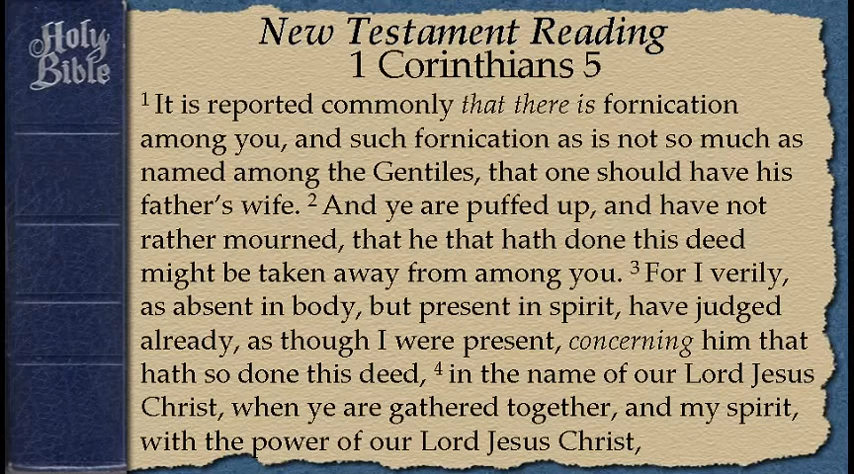 Holy
Bible
New Testament Reading
1 Corinthians 5
¹ It is reported commonly that there is fornication
among you, and such fornication as is not so much as
named among the Gentiles, that one should have his
father’s wife. ² And ye are puffed up, and have not
rather mourned, that he that hath done this deed
might be taken away from among you. ³ For I verily,
as absent in body, but present in spirit, have judged
already, as though I were present, concerning him that
hath so done this deed, ⁴ in the name of our Lord Jesus
Christ, when ye are gathered together, and my spirit,
with the power of our Lord Jesus Christ,